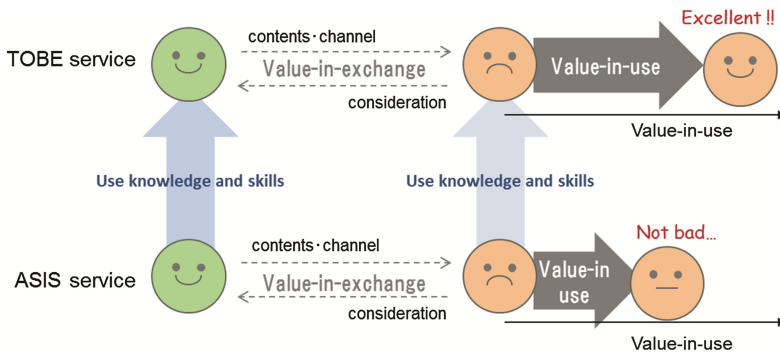 Excellent !!
TOBE service
contents·channel
Value-in-exchange
consideration
Value-in-use
Value-in-use
Use knowledge and skills
Use knowledge and skills
Not bad...
ASIS service
contents·channel
Value-in-exchange
consideration
Value-in
use
Value-in-use